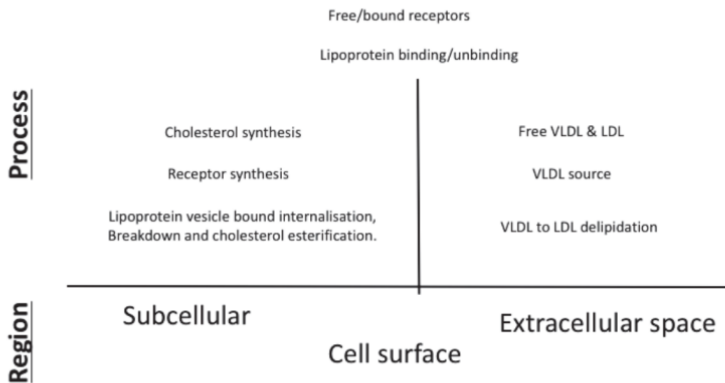 Free/bound receptors
Lipoprotein binding/unbinding
Process
Cholesterol synthesis
Free VLDL & LDL
Receptor synthesis
VLDL source
Lipoprotein vesicle bound internalisation,
Breakdown and cholesterol esterification.
VLDL to LDL delipidation
Region
Subcellular
Extracellular space
Cell surface